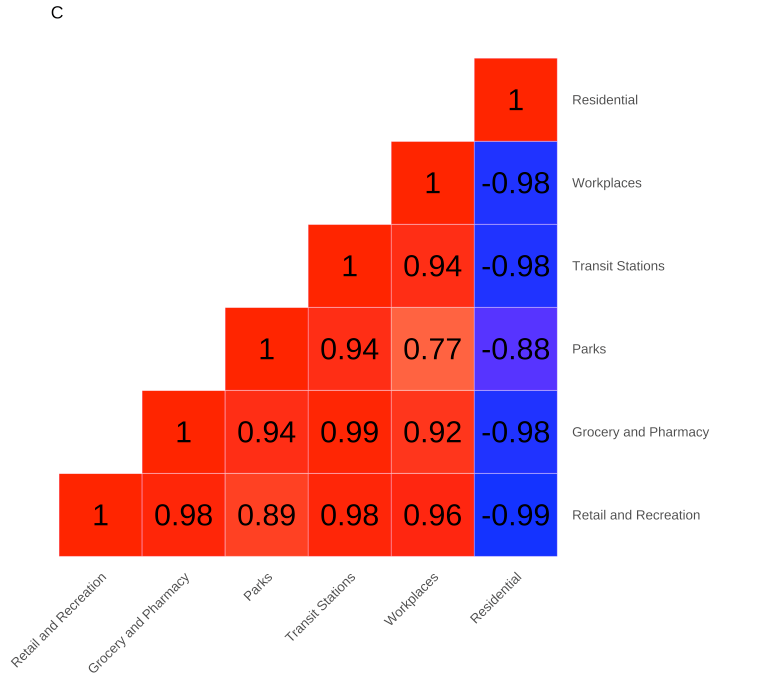 C
1 Residential
1 -0.98 Workplaces
1 0.94 -0.98 Transit Stations
1 0.94 0.77 -0.88 Parks
1 0.94 0.99 0.92 -0.98 Grocery and Pharmacy
1 0.98 0.89 0.98 0.96 -0.99 Retail and Recreation
Retail and Recreation
Grocery and Pharmacy
Parks
Transit Stations
Workplaces
Residential